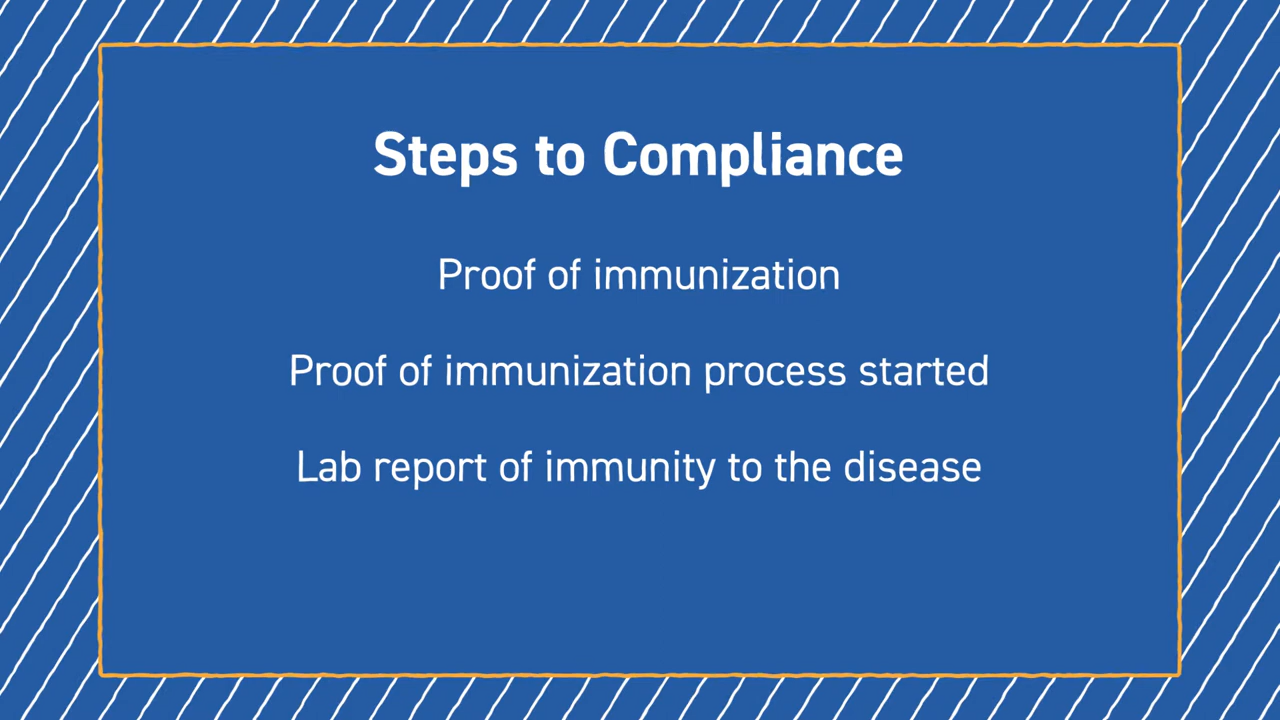 Steps to Compliance
Proof of immunization
Proof of immunization process started
Lab report of immunity to the disease